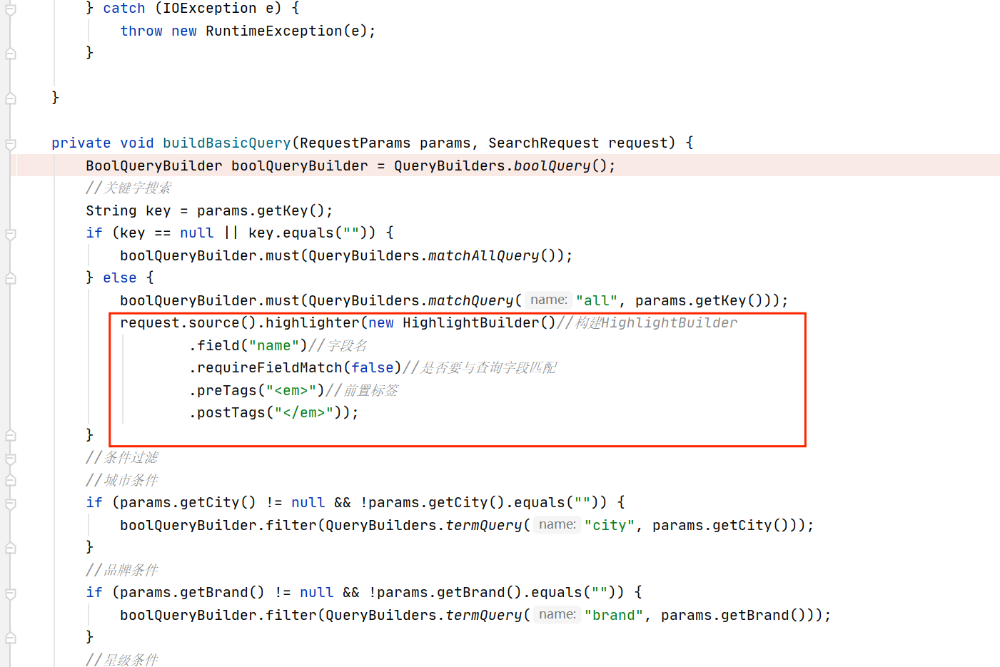 } catch (IOException e) {
throw new RuntimeException(e);
}
}
private void buildBasicQuery(RequestParams params, SearchRequest request) {
BoolQueryBuilder boolQueryBuilder = QueryBuilders.boolQuery();
//关键字搜索
String key = params.getKey();
if (key == null || key.equals("")) {
boolQueryBuilder.must(QueryBuilders.matchAllQuery());
} else {
boolQueryBuilder.must(QueryBuilders.matchQuery( name: "all", params.getKey()));
request.source().highlighter(new HighlightBuilder()//构建HighlightBuilder
.field("name")//字段名
.requireFieldMatch(false)//是否要与查询字段匹配
.preTags("<em>")//前置标签
.postTags("</em>"));
}
//条件过滤
//城市条件
if (params.getCity() != null && !params.getCity().equals("")) {
boolQueryBuilder.filter(QueryBuilders.termQuery( name: "city", params.getCity()));
}
//品牌条件
if (params.getBrand() != null && !params.getBrand().equals("")) {
boolQueryBuilder.filter(QueryBuilders.termQuery( name: "brand", params.getBrand()));
}
//星级条件